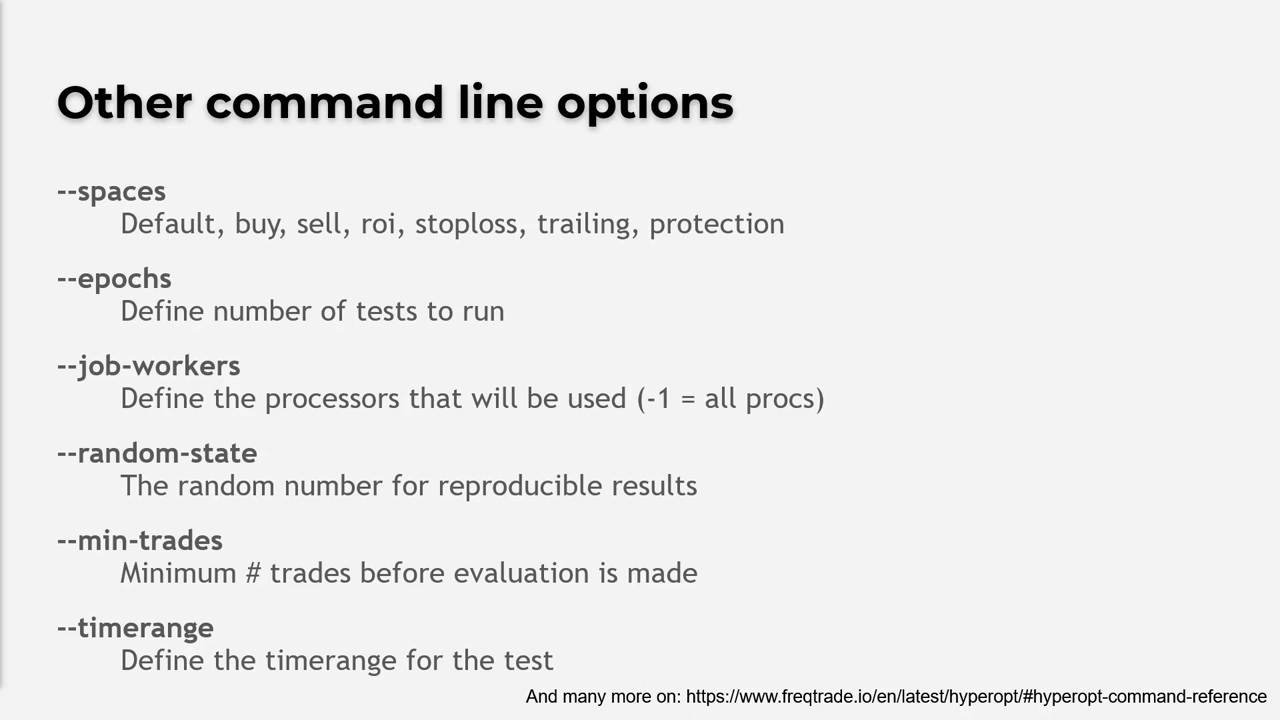 Other command line options
--spaces
Default, buy, sell, roi, stoploss, trailing, protection
--epochs
Define number of tests to run
--job-workers
Define the processors that will be used (-1 = all procs)
--random-state
The random number for reproducible results
--min-trades
Minimum # trades before evaluation is made
--timerange
Define the timerange for the test
And many more on: https://www.freqtrade.io/en/latest/hyperopt/#hyperopt-command-reference